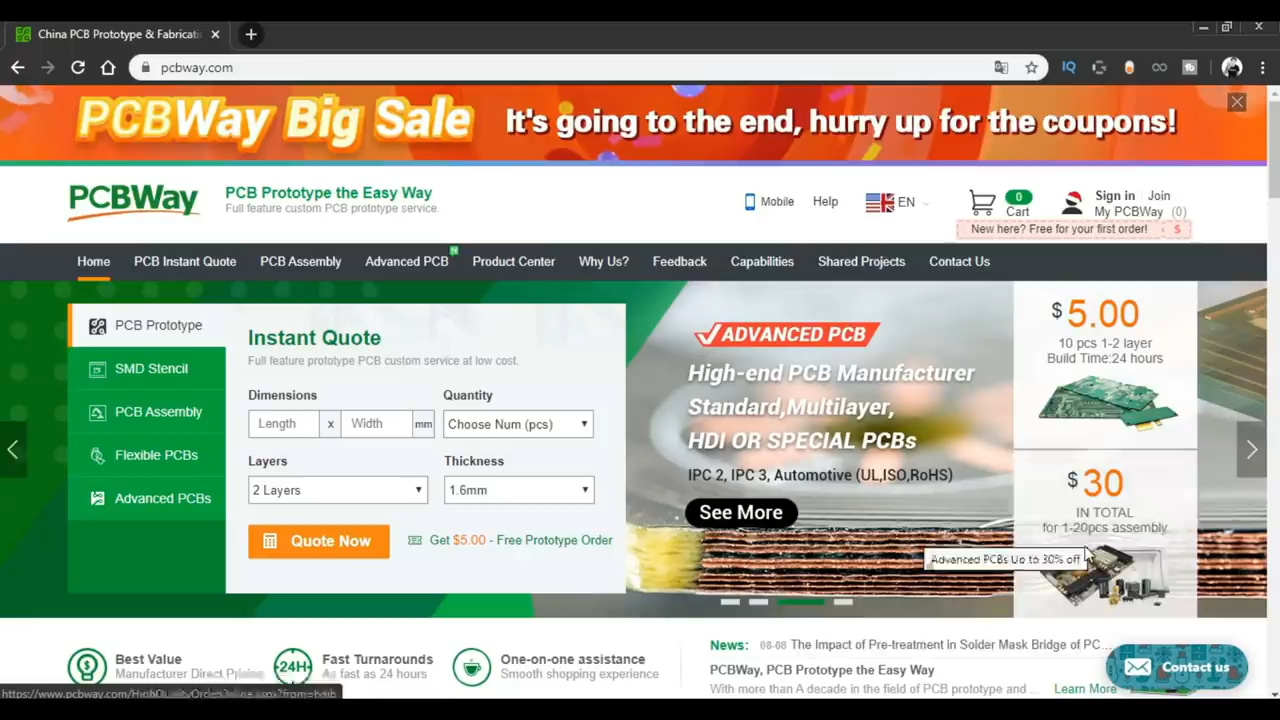 China PCB Prototype & Fabricati
pcbway.com
IQ
PCBWay Big Sale
It's going to the end, hurry up for the coupons!
PCBWay
PCB Prototype the Easy Way
Full feature custom PCB prototype service.
Mobile
Help
EN
0
Cart
Sign in
Join
My PCBWay (0)
New here? Free for your first order!
$
Home
PCB Instant Quote
PCB Assembly
Advanced PCB
N
Product Center
Why Us?
Feedback
Capabilities
Shared Projects
Contact Us
PCB Prototype
SMD Stencil
PCB Assembly
Flexible PCBs
Advanced PCBs
Instant Quote
Full feature prototype PCB custom service at low cost.
Dimensions
Quantity
Length x Width mm
Choose Num (pcs)
Layers
Thickness
2 Layers
1.6mm
Quote Now
Get $5.00 - Free Prototype Order
ADVANCED PCB
High-end PCB Manufacturer
Standard,Multilayer,
HDI OR SPECIAL PCBs
IPC 2, IPC 3, Automotive (UL,ISO,RoHS)
See More
$ 5.00
10 pcs 1-2 layer
Build Time:24 hours
$ 30
IN TOTAL
for 1-20pcs assembly
Advanced PCBs Up to 30% off
Best Value
Manufacturer Direct Pricing
24H
Fast Turnarounds
As fast as 24 hours
One-on-one assistance
Smooth shopping experience
News: 08-08 The Impact of Pre-treatment in Solder Mask Bridge of PC...
PCBWay, PCB Prototype the Easy Way
With more than A decade in the field of PCB prototype and ...
Learn More
Contact us